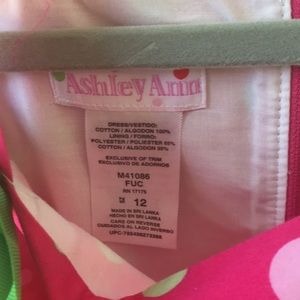 Ashley Ann
DRESS/VESTIDO:
COTTON / ALGODON 100%
LINING / FORRO:
POLYESTER / POLIESTER 65%
COTTON / ALGODON 35%
EXCLUSIVE OF TRIM
EXCLUSIVO DE ADORNOS
M41086
FUC
RN 17175
12
MADE IN SRI LANKA
HECHO EN SRI LANKA
CARE ON REVERSE
CUIDADOS AL LADO INVERSO